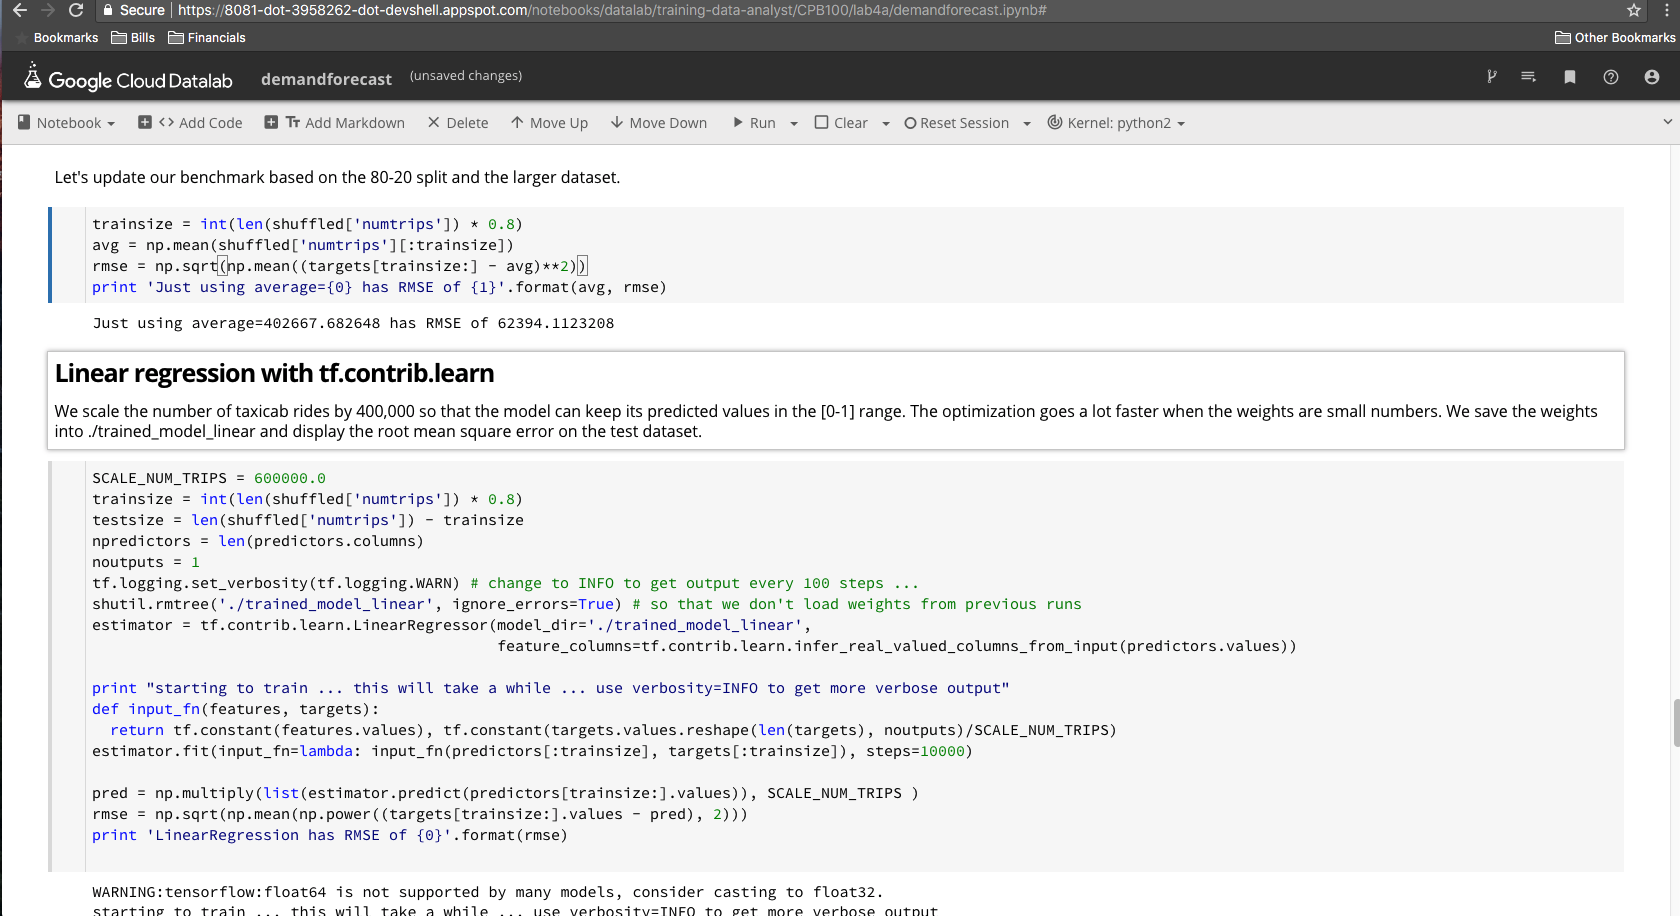 Secure https://8081-dot-3958262-dot-devshell.appspot.com/notebooks/datalab/training-data-analyst/CPB100/lab4a/demandforecast.ipynb#
Bookmarks Bills Financials Other Bookmarks
Google Cloud Datalab demandforecast (unsaved changes)
Notebook <> Add Code Tr Add Markdown Delete Move Up Move Down Run Clear Reset Session Kernel: python2
Let's update our benchmark based on the 80-20 split and the larger dataset.
trainsize = int(len(shuffled['numtrips']) * 0.8)
avg = np.mean(shuffled['numtrips'][:trainsize])
rmse = np.sqrt(np.mean((targets[trainsize:] - avg)**2))
print 'Just using average={0} has RMSE of {1}'.format(avg, rmse)
Just using average=402667.682648 has RMSE of 62394.1123208
Linear regression with tf.contrib.learn
We scale the number of taxicab rides by 400,000 so that the model can keep its predicted values in the [0-1] range. The optimization goes a lot faster when the weights are small numbers. We save the weights
into ./trained_model_linear and display the root mean square error on the test dataset.
SCALE_NUM_TRIPS = 600000.0
trainsize = int(len(shuffled['numtrips']) * 0.8)
testsize = len(shuffled['numtrips']) - trainsize
npredictors = len(predictors.columns)
noutputs = 1
tf.logging.set_verbosity(tf.logging.WARN) # change to INFO to get output every 100 steps ...
shutil.rmtree('./trained_model_linear', ignore_errors=True) # so that we don't load weights from previous runs
estimator = tf.contrib.learn.LinearRegressor(model_dir='./trained_model_linear',
feature_columns=tf.contrib.learn.infer_real_valued_columns_from_input(predictors.values))
print "starting to train ... this will take a while ... use verbosity=INFO to get more verbose output"
def input_fn(features, targets):
return tf.constant(features.values), tf.constant(targets.values.reshape(len(targets), noutputs)/SCALE_NUM_TRIPS)
estimator.fit(input_fn=lambda: input_fn(predictors[:trainsize], targets[:trainsize]), steps=10000)
pred = np.multiply(list(estimator.predict(predictors[trainsize:].values)), SCALE_NUM_TRIPS )
rmse = np.sqrt(np.mean(np.power((targets[trainsize:].values - pred), 2)))
print 'LinearRegression has RMSE of {0}'.format(rmse)
WARNING:tensorflow:float64 is not supported by many models, consider casting to float32.
starting to train ... this will take a while ... use verbosity=INFO to get more verbose output